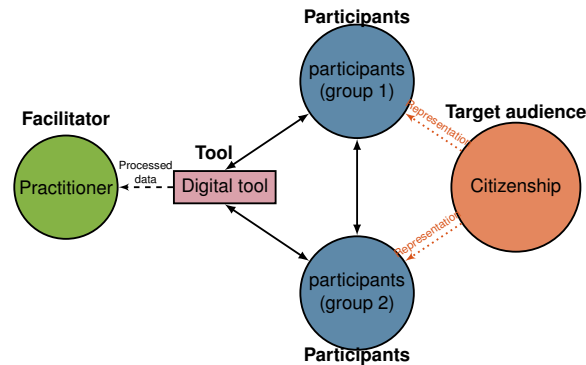 Participants
participants
(group 1)
Representation
Target audience
Facilitator
Processed
data
Tool
Practitioner
Digital tool
Citizenship
Representation
participants
(group 2)
Participants